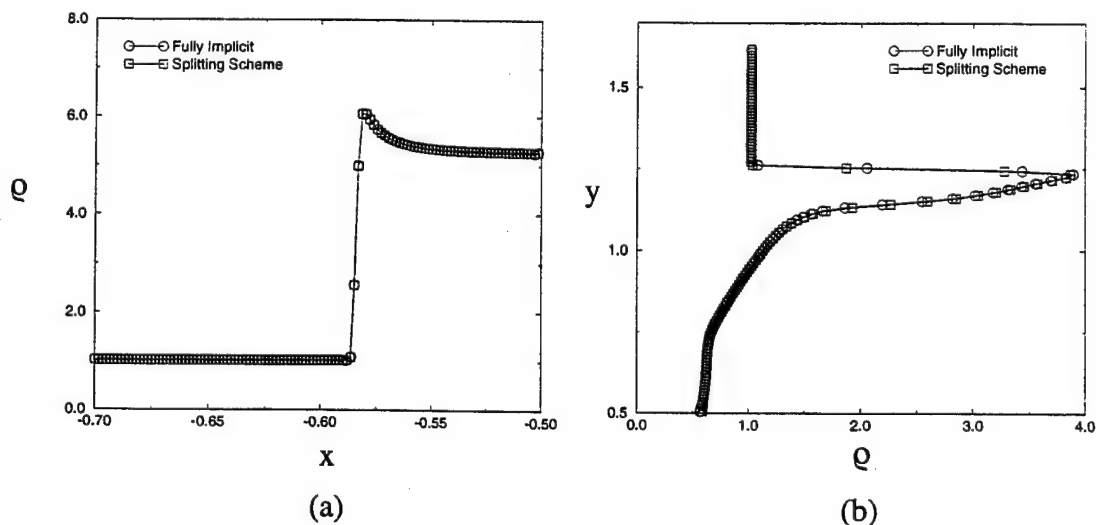 8.0
6.0
ρ
4.0
2.0
0.0
-0.70
-0.65
-0.60
-0.55
-0.50
x
Fully Implicit
Splitting Scheme
(a)
1.5
y
1.0
0.5
0.0
1.0
2.0
3.0
4.0
ρ
Fully Implicit
Splitting Scheme
(b)